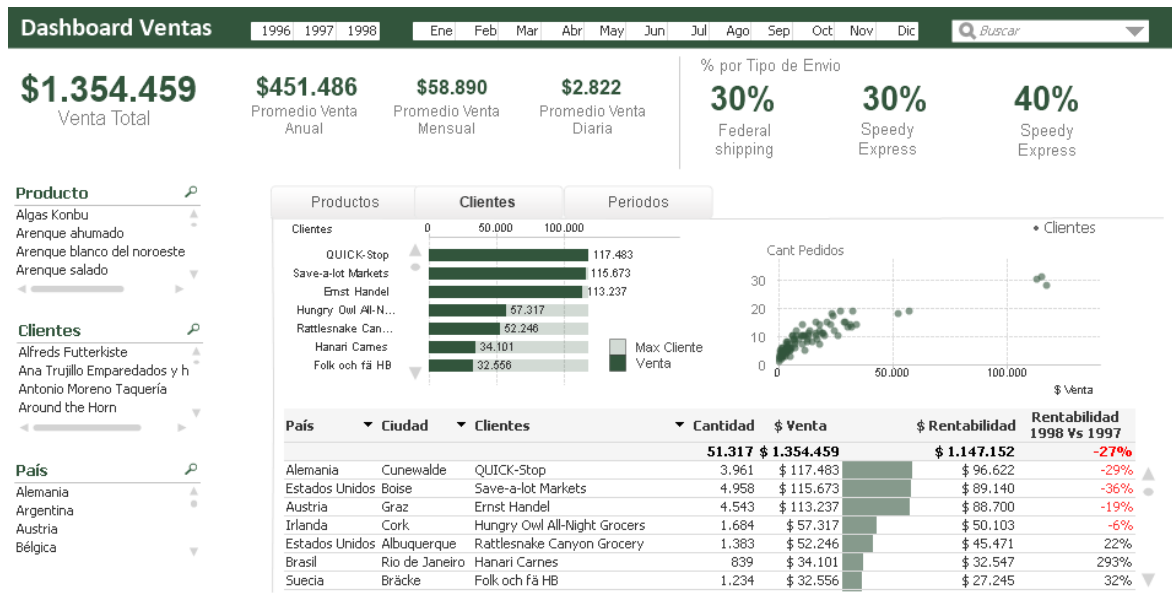 Dashboard Ventas
1996 1997 1998
Ene Feb Mar Abr May Jun Jul Ago Sep Oct Nov Dic
Buscar
$1.354.459
Venta Total
$451.486
Promedio Venta
Anual
$58.890
Promedio Venta
Mensual
$2.822
Promedio Venta
Diaria
% por Tipo de Envio
30%
Federal
shipping
30%
Speedy
Express
40%
Speedy
Express
Producto
Algas Konbu
Arenque ahumado
Arenque blanco del noroeste
Arenque salado
Clientes
Alfreds Futterkiste
Ana Trujillo Emparedados y h
Antonio Moreno Taquería
Around the Horn
País
Alemania
Argentina
Austria
Bélgica
Productos Clientes Periodos
Clientes 0 50.000 100.000
QUICK-Stop 117.483
Save-a-lot Markets 115.673
Ernst Handel 113.237
Hungry Owl All-N... 57.317
Rattlesnake Can... 52.246
Hanari Carnes 34.101
Folk och fä HB 32.556
Max Cliente
Venta
Clientes
Cant Pedidos
30
20
10
0
0 50.000 100.000
$ Venta
País Ciudad Clientes Cantidad $ Venta $ Rentabilidad Rentabilidad
1998 Vs 1997
51.317 $ 1.354.459 $ 1.147.152 -27%
Alemania Cunewalde QUICK-Stop 3.961 $ 117.483 $ 96.622 -29%
Estados Unidos Boise Save-a-lot Markets 4.958 $ 115.673 $ 89.140 -36%
Austria Graz Ernst Handel 4.543 $ 113.237 $ 88.700 -19%
Irlanda Cork Hungry Owl All-Night Grocers 1.684 $ 57.317 $ 50.103 -6%
Estados Unidos Albuquerque Rattlesnake Canyon Grocery 1.383 $ 52.246 $ 45.471 22%
Brasil Rio de Janeiro Hanari Carnes 839 $ 34.101 $ 32.547 293%
Suecia Bräcke Folk och fä HB 1.234 $ 32.556 $ 27.245 32%